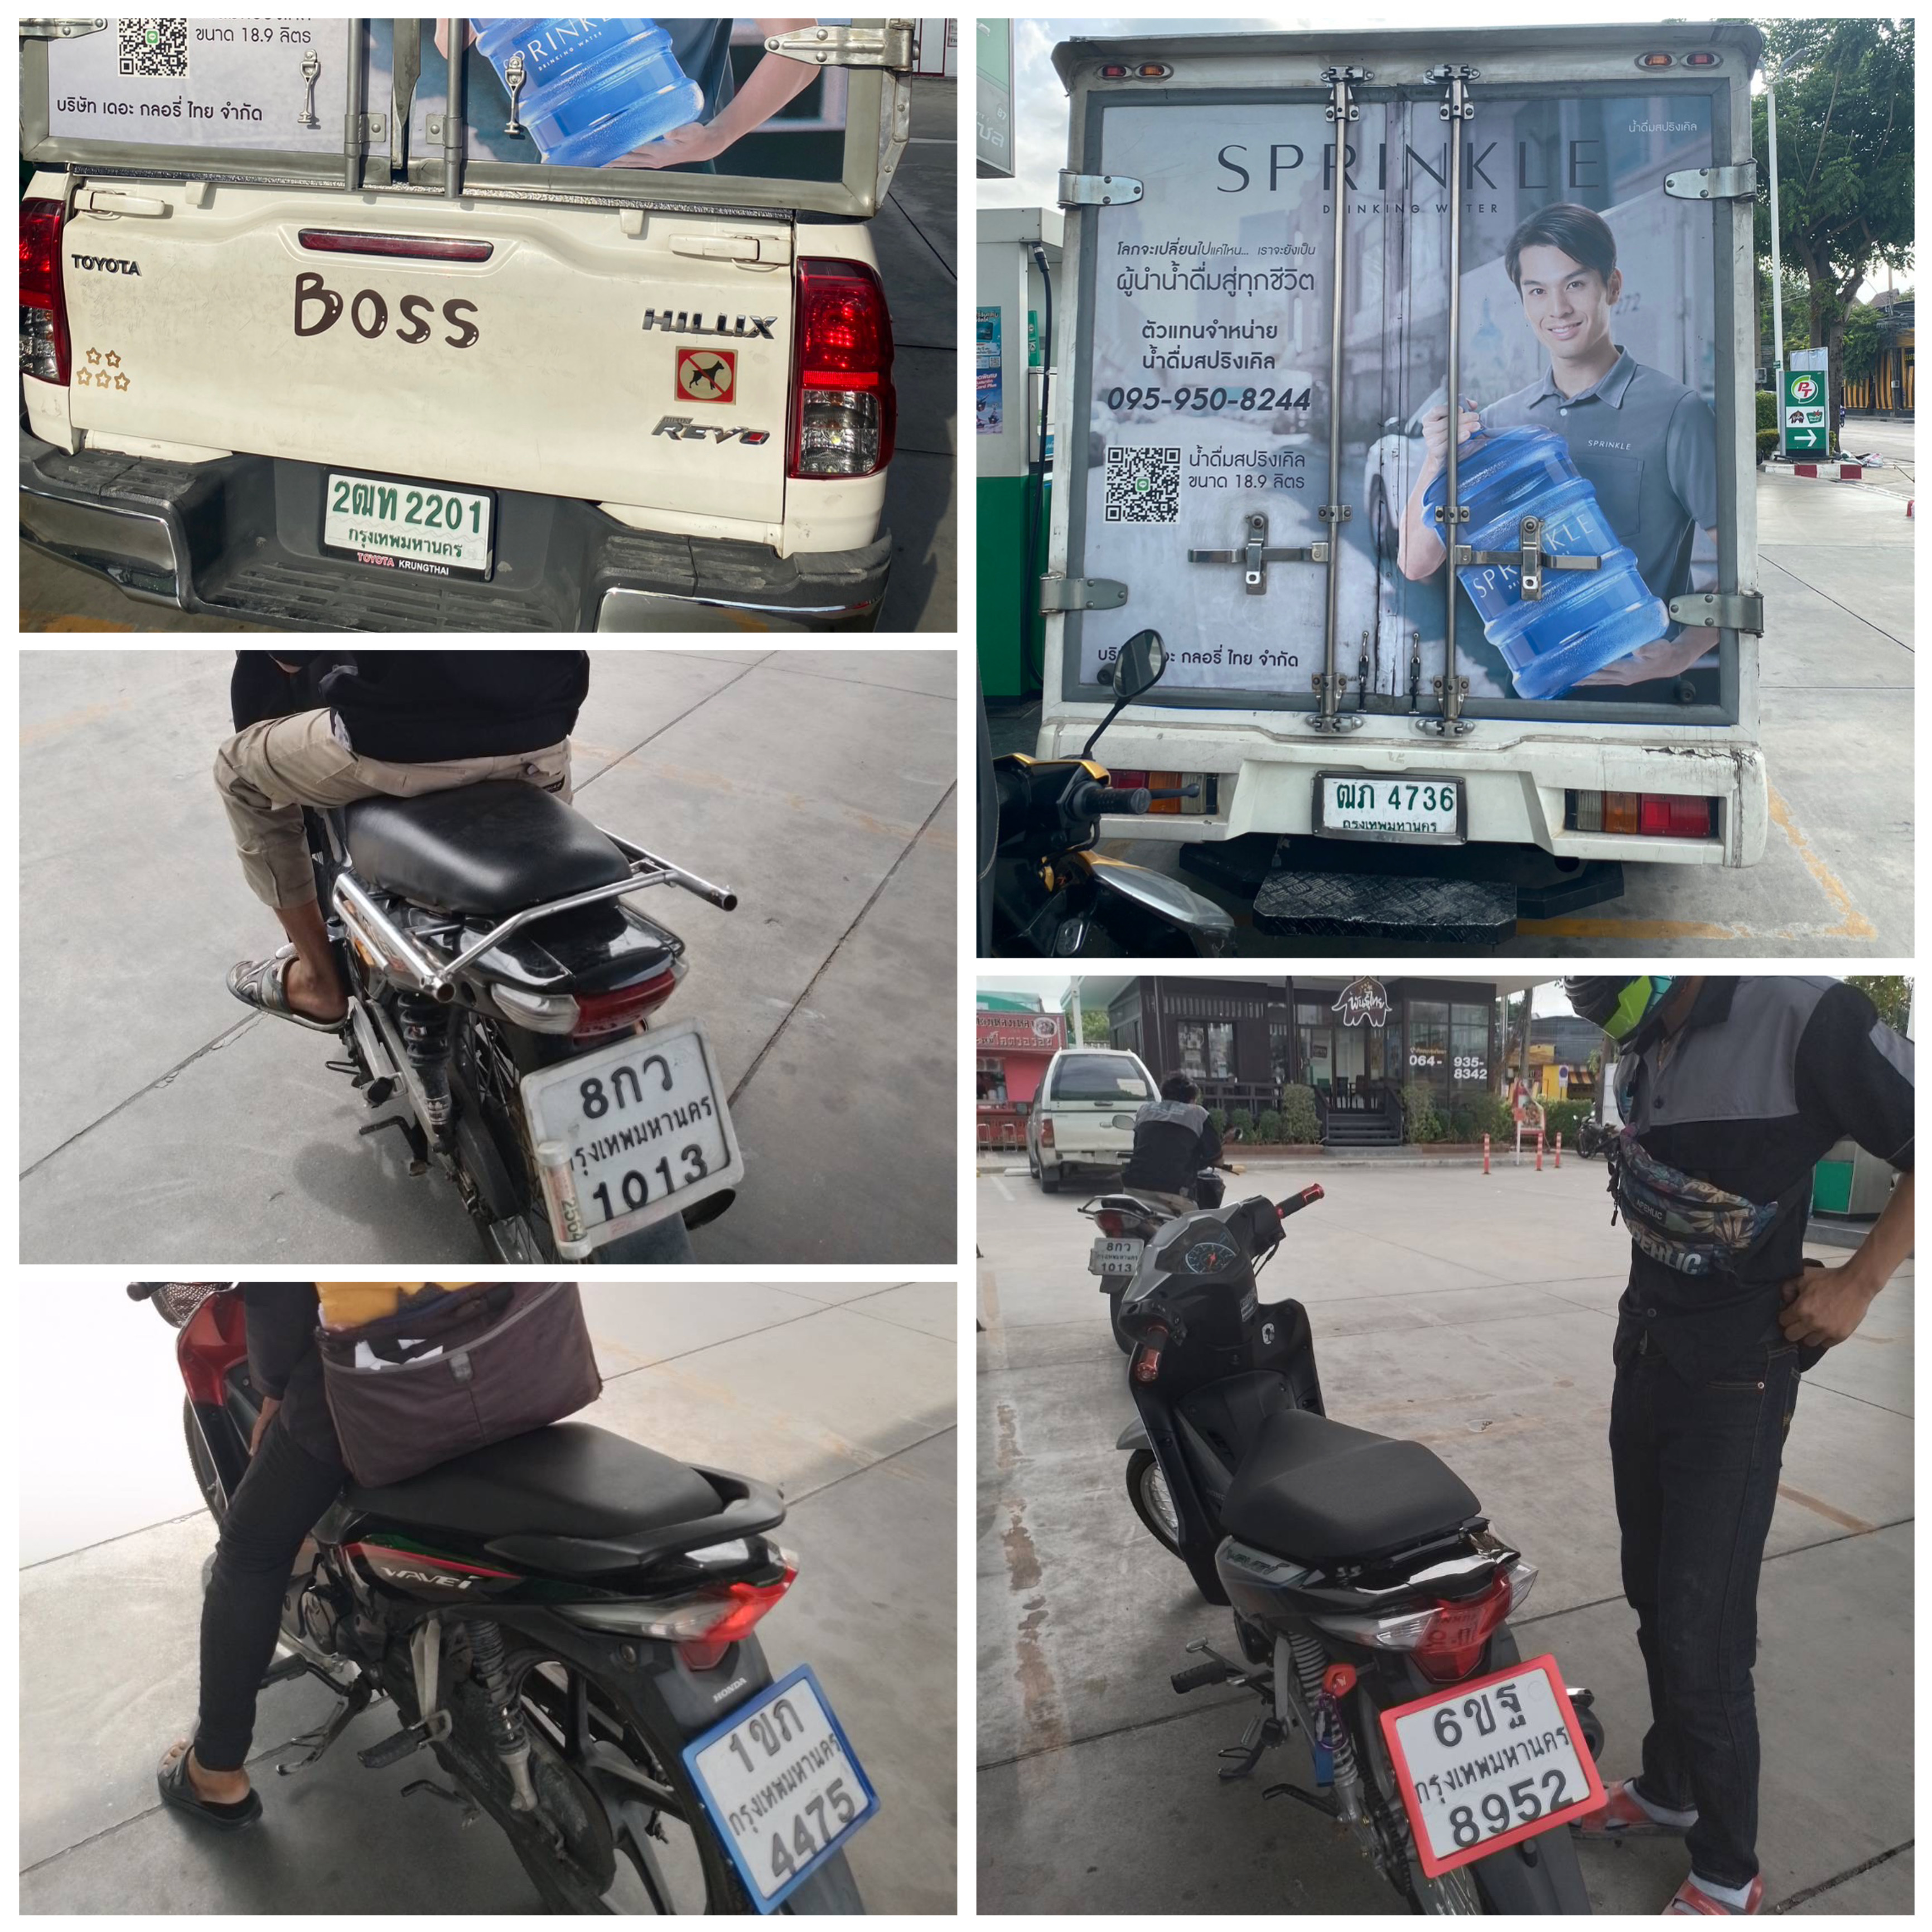 ขนาด 18.9 ลิตร
SPRINKLE
DRINKING WATER
บริษัท เดอะ กลอรี่ ไทย จำกัด
TOYOTA
Boss
HILUX
REVO
2ฒท 2201
กรุงเทพมหานคร
TOYOTA KRUNGTHAI
น้ำดื่มสปริงเคิล
SPRINKLE
DRINKING WATER
โลกจะเปลี่ยนไปแค่ไหน... เราจะยังเป็น
ผู้นำน้ำดื่มสู่ทุกชีวิต
ตัวแทนจำหน่าย
น้ำดื่มสปริงเคิล
095-950-8244
SPRINKLE
น้ำดื่มสปริงเคิล
ขนาด 18.9 ลิตร
กลอรี่ ไทย จำกัด
PT
ฒภ 4736
กรุงเทพมหานคร
8กว
กรุงเทพมหานคร
1013
2564
WAVE i
HONDA
1ขภ
กรุงเทพมหานคร
4475
พันธุ์ไทย
064-935-
8342
8กว
กรุงเทพมหานคร
1013
6ขฐ
กรุงเทพมหานคร
8952